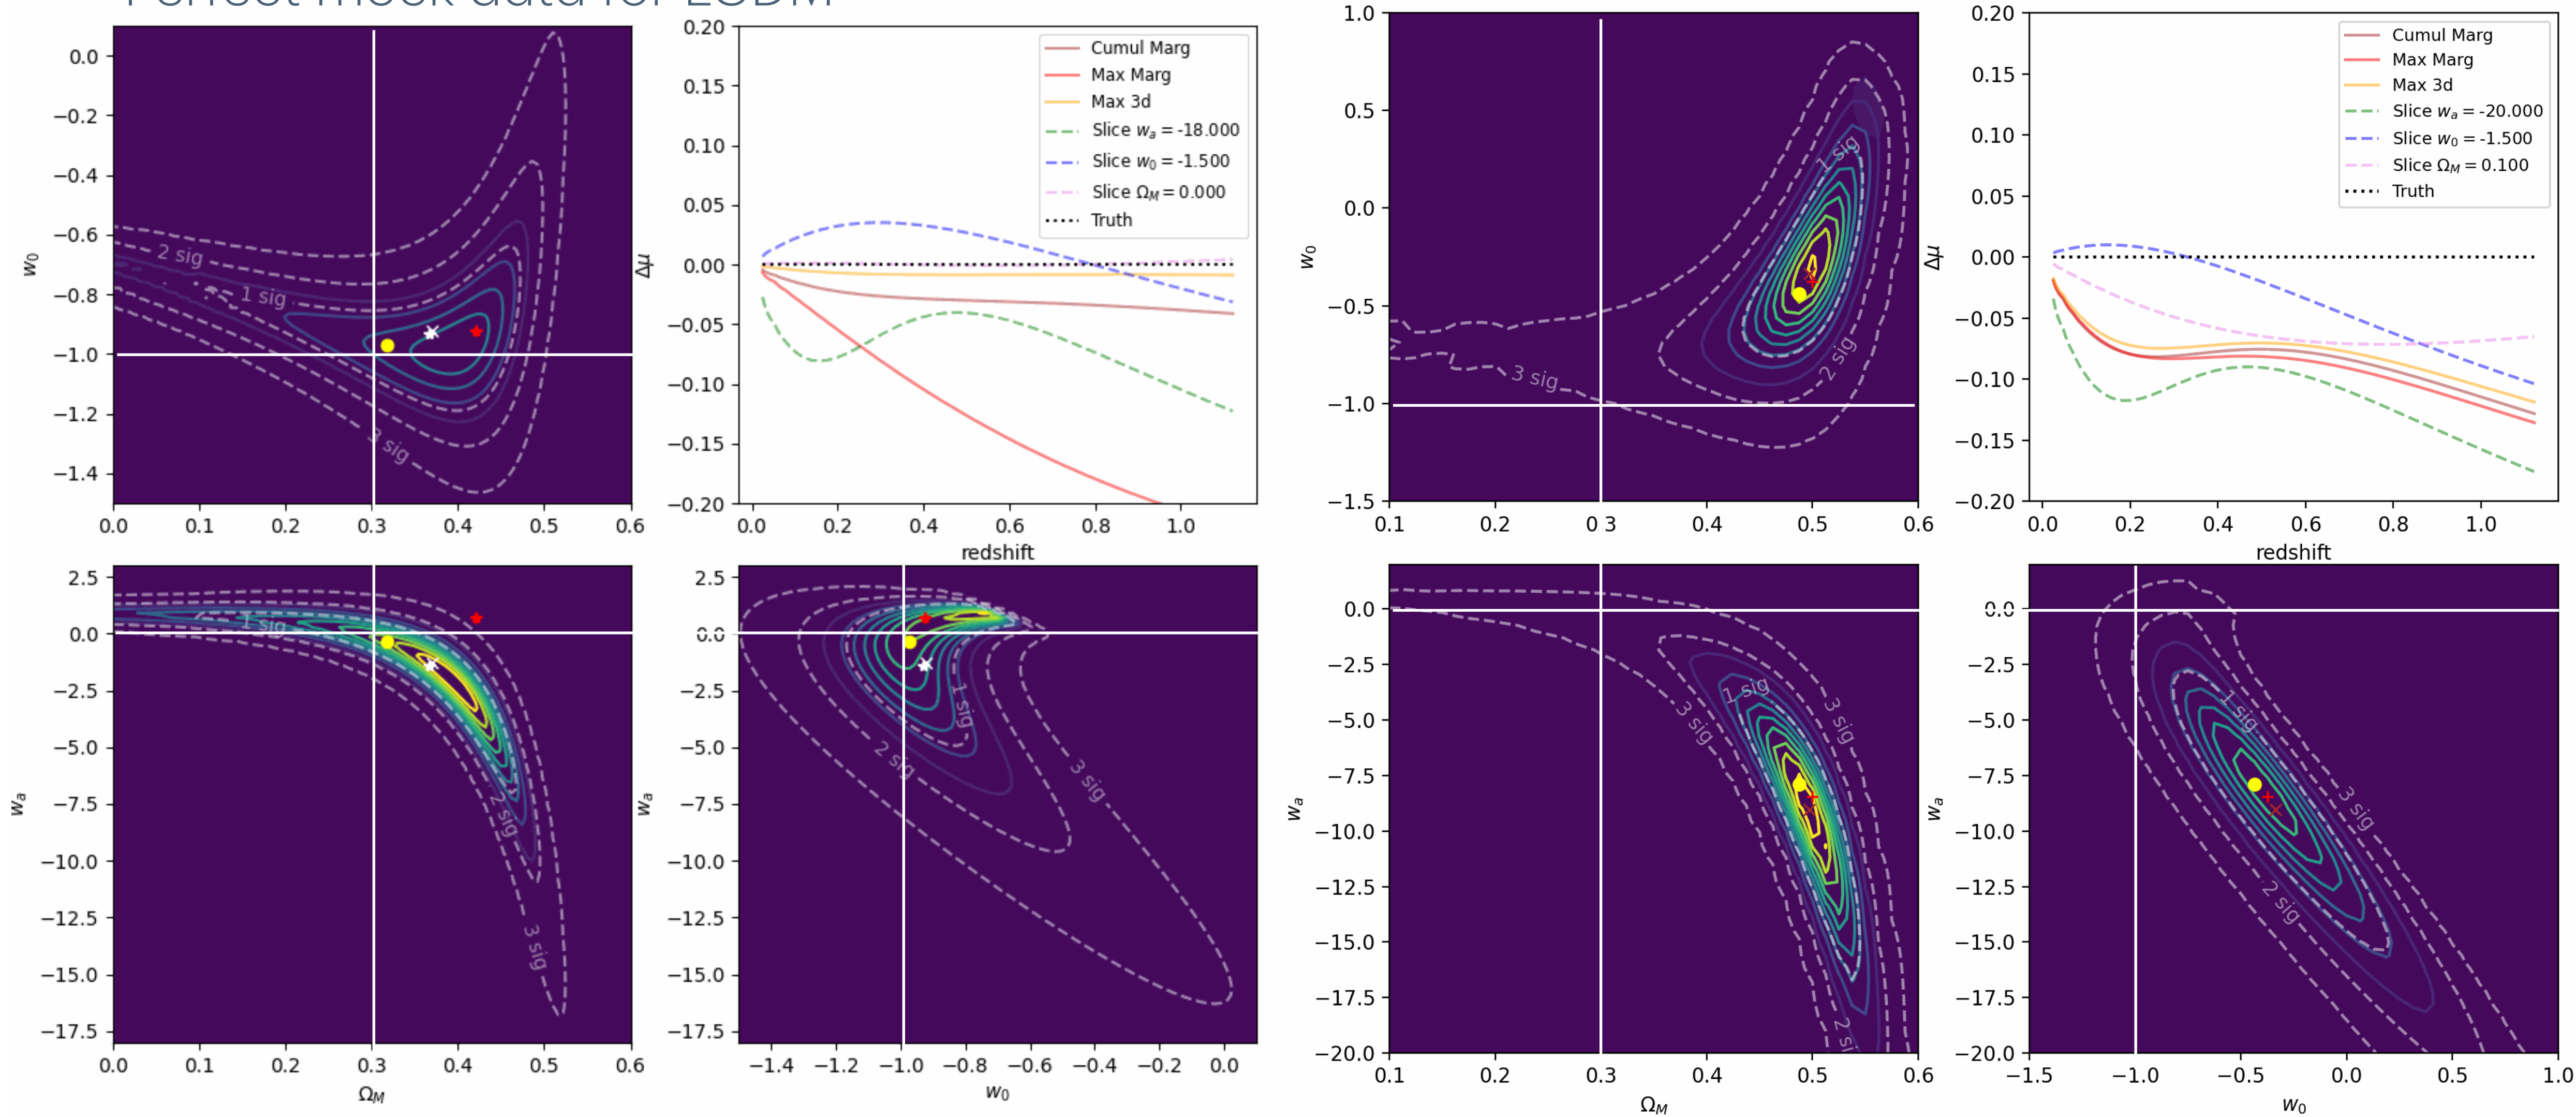 Perfect mock data for LCDM
0.0
−0.2
−0.4
−0.6
−0.8
−1.0
−1.2
−1.4
w0
0.0 0.1 0.2 0.3 0.4 0.5 0.6
2 sig
1 sig
3 sig
0.20
0.15
0.10
0.05
0.00
−0.05
−0.10
−0.15
−0.20
Δμ
0.0 0.2 0.4 0.6 0.8 1.0
redshift
Cumul Marg
Max Marg
Max 3d
Slice wa = -18.000
Slice w0 = -1.500
Slice ΩM = 0.000
Truth
1.0
0.5
0.0
−0.5
−1.0
−1.5
w0
0.1 0.2 0.3 0.4 0.5 0.6
1 sig
2 sig
3 sig
0.20
0.15
0.10
0.05
0.00
−0.05
−0.10
−0.15
−0.20
Δμ
0.0 0.2 0.4 0.6 0.8 1.0
redshift
Cumul Marg
Max Marg
Max 3d
Slice wa = -20.000
Slice w0 = -1.500
Slice ΩM = 0.100
Truth
2.5
0.0
−2.5
−5.0
−7.5
−10.0
−12.5
−15.0
−17.5
wa
0.0 0.1 0.2 0.3 0.4 0.5 0.6
ΩM
1 sig
2 sig
3 sig
2.5
0.0
−2.5
−5.0
−7.5
−10.0
−12.5
−15.0
−17.5
wa
−1.4 −1.2 −1.0 −0.8 −0.6 −0.4 −0.2 0.0
w0
1 sig
2 sig
3 sig
0.0
−2.5
−5.0
−7.5
−10.0
−12.5
−15.0
−17.5
−20.0
wa
0.1 0.2 0.3 0.4 0.5 0.6
ΩM
1 sig
3 sig
3 sig
2 si
0.0
−2.5
−5.0
−7.5
−10.0
−12.5
−15.0
−17.5
−20.0
wa
−1.5 −1.0 −0.5 0.0 0.5 1.0
w0
1 sig
3 sig
2 sig